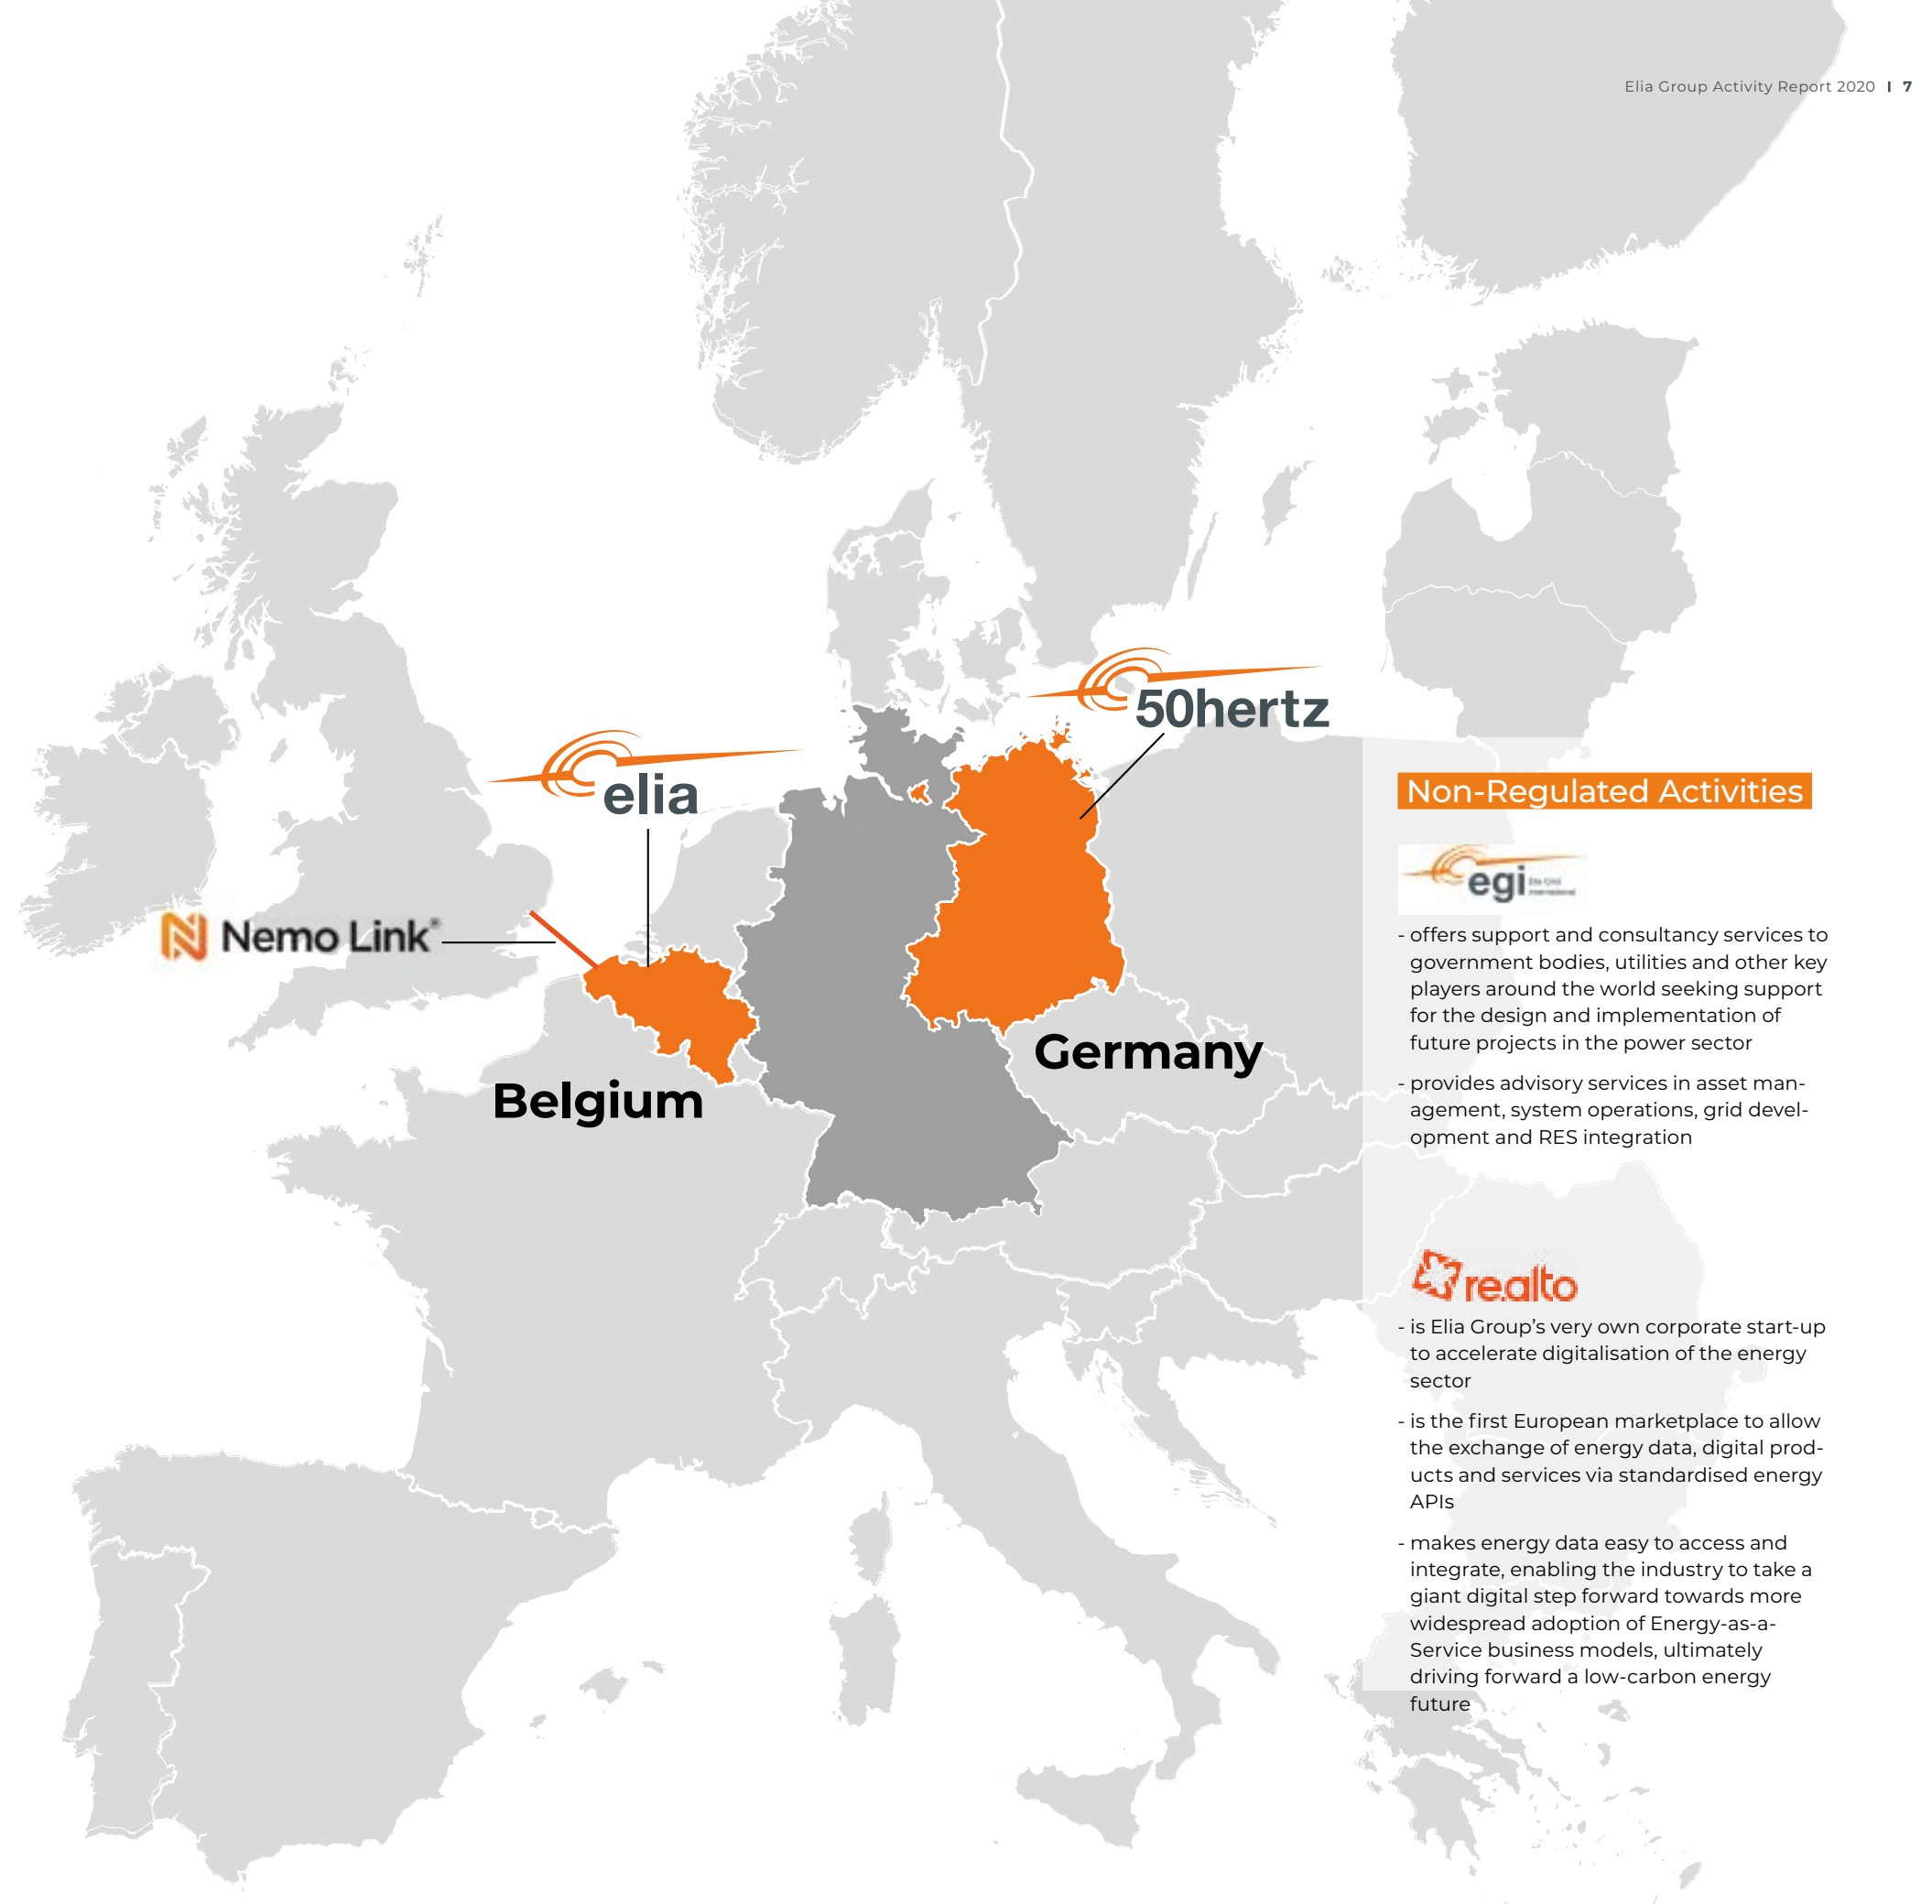 Elia Group Activity Report 2020 I 7
50hertz
elia
Nemo Link®
Germany
Belgium
Non-Regulated Activities
egi Elia Grid
International
- offers support and consultancy services to
government bodies, utilities and other key
players around the world seeking support
for the design and implementation of
future projects in the power sector
- provides advisory services in asset man-
agement, system operations, grid devel-
opment and RES integration
re.alto
- is Elia Group’s very own corporate start-up
to accelerate digitalisation of the energy
sector
- is the first European marketplace to allow
the exchange of energy data, digital prod-
ucts and services via standardised energy
APIs
- makes energy data easy to access and
integrate, enabling the industry to take a
giant digital step forward towards more
widespread adoption of Energy-as-a-
Service business models, ultimately
driving forward a low-carbon energy
future